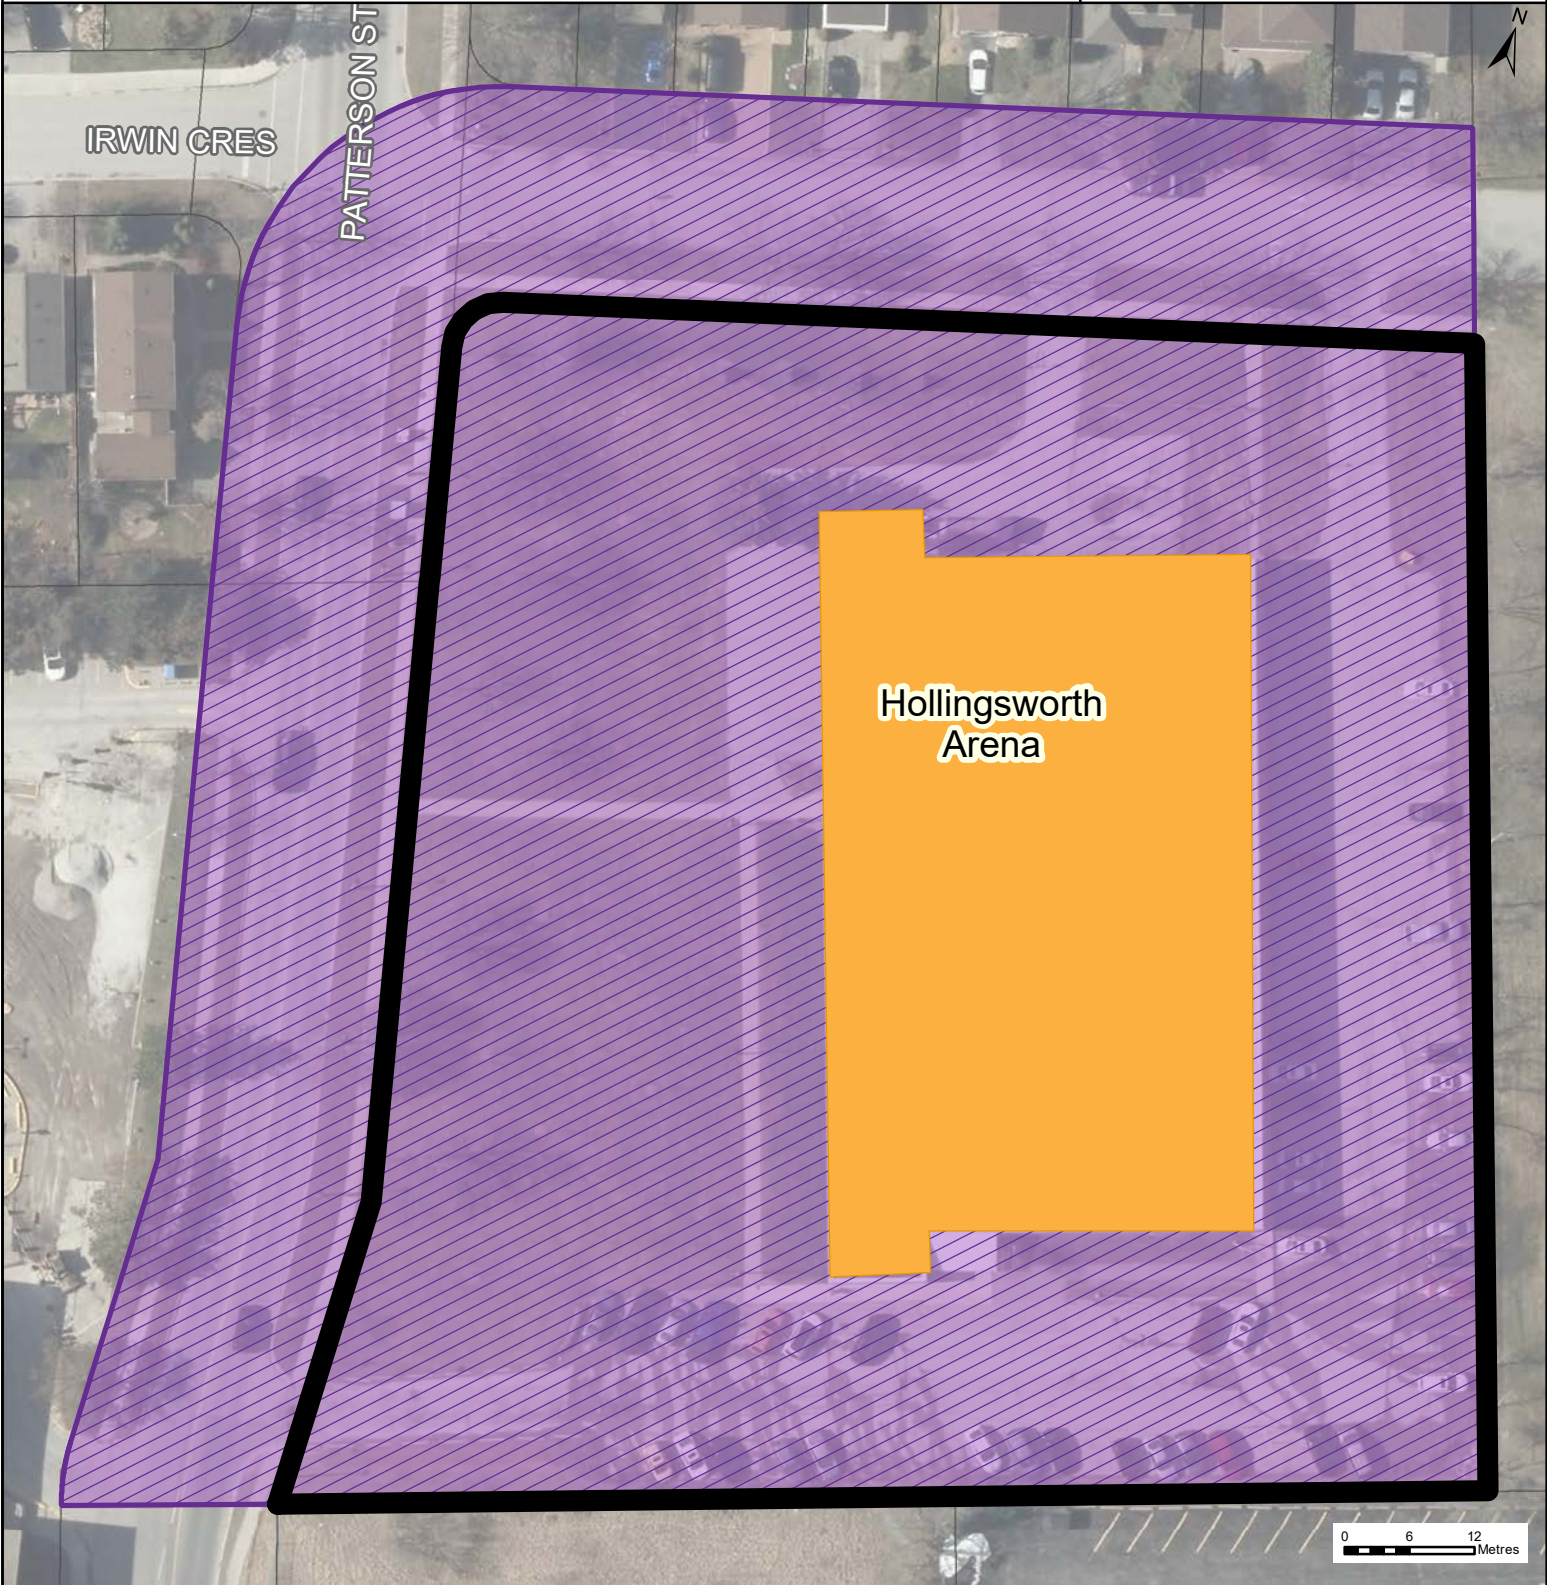 N
PATTERSON ST
IRWIN CRES
Hollingsworth
Arena
0 6 12
Metres